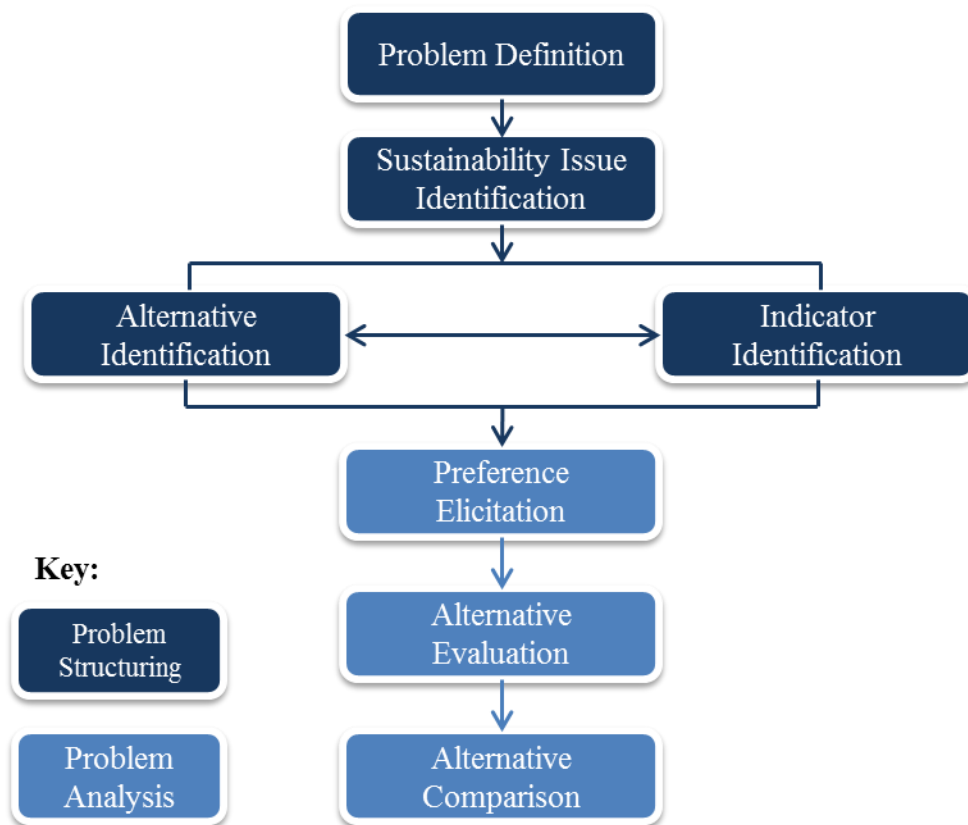 Problem Definition
Sustainability Issue
Identification
Alternative
Identification
Indicator
Identification
Preference
Elicitation
Key:
Problem
Structuring
Alternative
Evaluation
Problem
Analysis
Alternative
Comparison